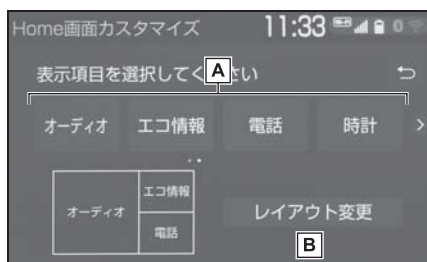 Home画面カスタマイズ 11:33
表示項目を選択してください
A
オーディオ エコ情報 電話 時計 >
オーディオ エコ情報
電話
レイアウト変更
B